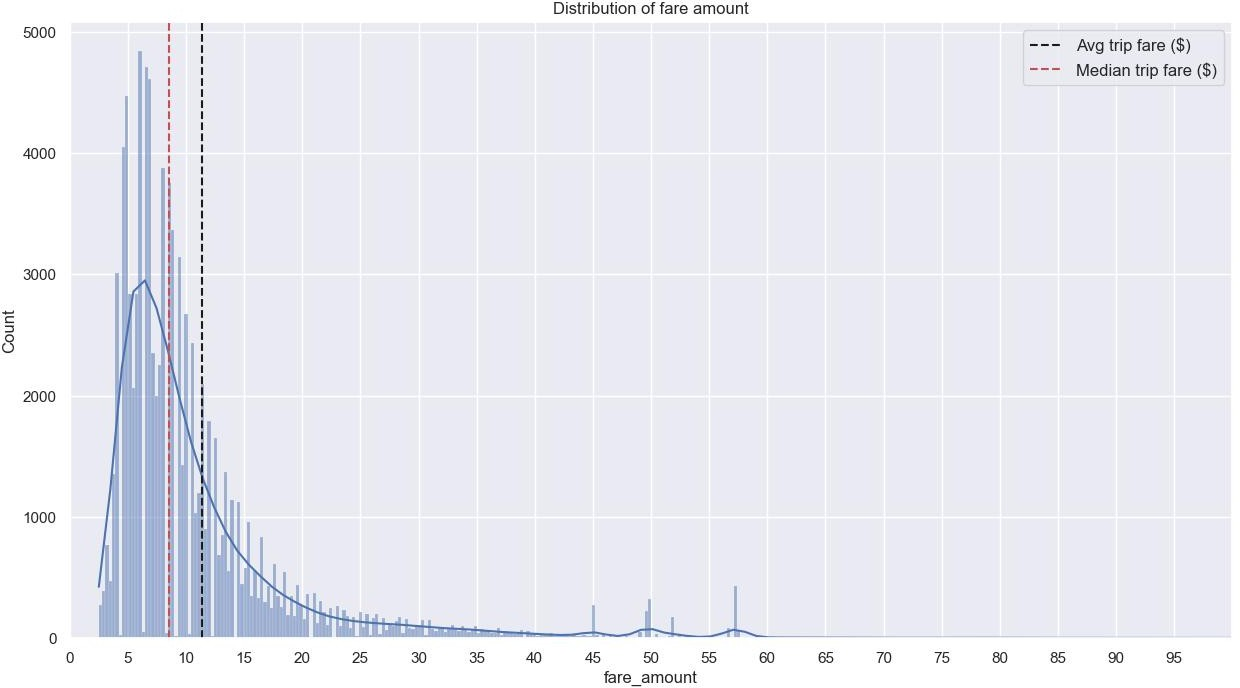 Distribution of fare amount
Avg trip fare ($)
Median trip fare ($)
5000
4000
3000
2000
1000
0
Count
0 5 10 15 20 25 30 35 40 45 50 55 60 65 70 75 80 85 90 95
fare_amount